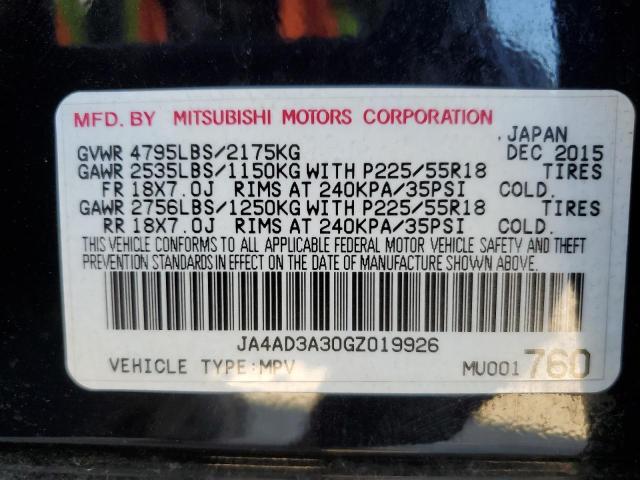 MFD. BY MITSUBISHI MOTORS CORPORATION
, JAPAN
GVWR 4795LBS/2175KG DEC 2015
GAWR 2535LBS/1150KG WITH P225/55R18 TIRES
FR 18X7.0J RIMS AT 240KPA/35PSI COLD.
GAWR 2756LBS/1250KG WITH P225/55R18 TIRES
RR 18X7.0J RIMS AT 240KPA/35PSI COLD.
THIS VEHICLE CONFORMS TO ALL APPLICABLE FEDERAL MOTOR VEHICLE SAFETY AND THEFT
PREVENTION STANDARDS IN EFFECT ON THE DATE OF MANUFACTURE SHOWN ABOVE.
JA4AD3A30GZ019926
VEHICLE TYPE:MPV MU001760